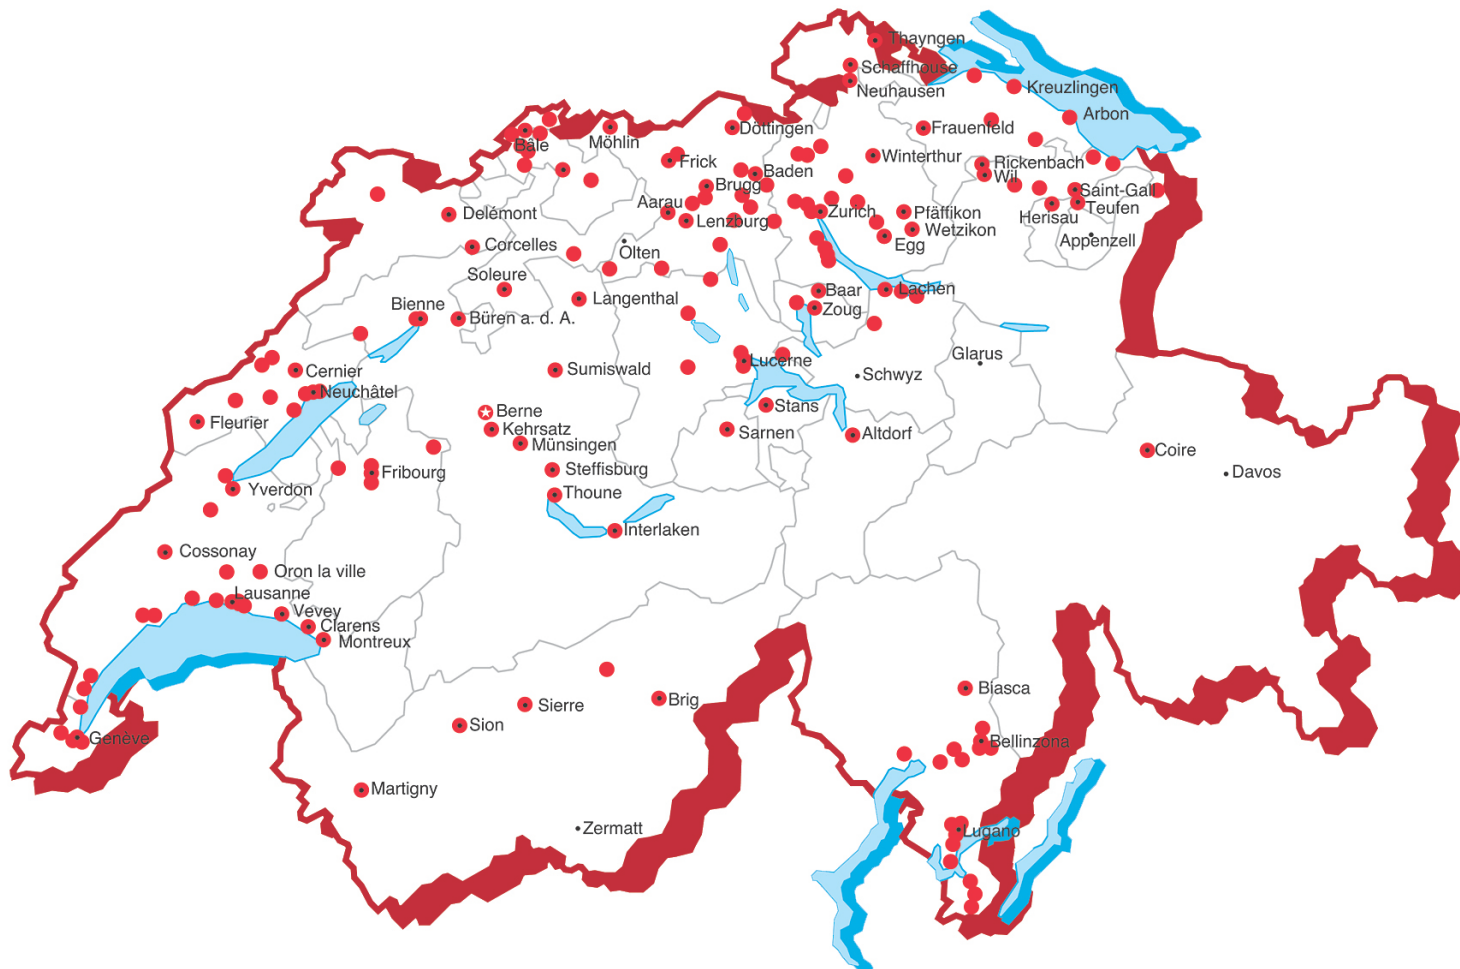 Thayngen
Schaffhouse
Neuhausen
Kreuzlingen
Arbon
Döttingen
Frauenfeld
Möhlin
Bâle
Frick
Winterthur
Rickenbach
Wil
Baden
Brugg
Saint-Gall
Aarau
Teufen
Delémont
Zurich
Pfäffikon
Herisau
Lenzburg
Wetzikon
Appenzell
Egg
Corcelles
Olten
Soleure
Baar
Lachen
Langenthal
Bienne
Zoug
Büren a. d. A.
Glarus
Lucerne
Cernier
Sumiswald
Schwyz
Neuchâtel
Stans
Berne
Fleurier
Kehrsatz
Sarnen
Altdorf
Münsingen
Coire
Steffisburg
Fribourg
Davos
Yverdon
Thoune
Interlaken
Cossonay
Oron la ville
Lausanne
Vevey
Clarens
Montreux
Biasca
Brig
Sierre
Sion
Genève
Bellinzona
Martigny
Zermatt
Lugano